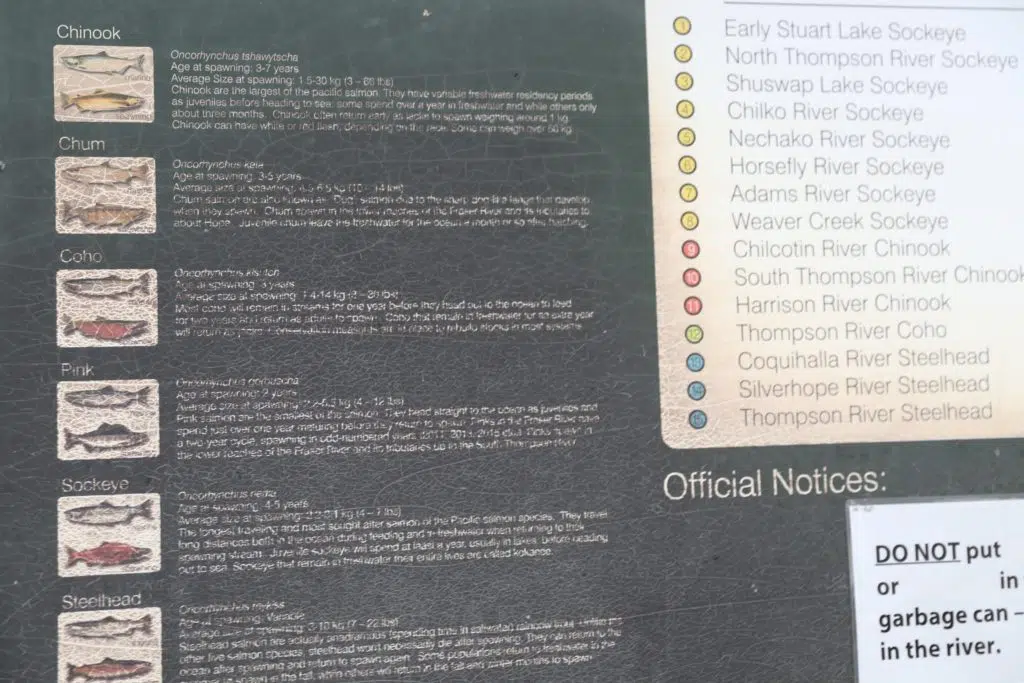 Chinook
marine
spawning
Oncorhynchus tshawytscha
Age at spawning: 3-7 years
Average Size at spawning: 1.5-30 kg (3 – 66 lbs)
Chinook are the largest of the pacific salmon. They have variable freshwater residency periods
as juveniles before heading to sea: some spend over a year in freshwater and while others only
about three months. Chinook often return early as jacks to spawn weighing around 1 kg.
Chinook can have white or red flesh, depending on the race. Some can weigh over 50 kg.
Chum
Oncorhynchus keta
Age at spawning: 3-5 years
Average size at spawning: 4.5-6.5 kg (10 – 14 lbs)
Chum salmon are also known as "Dog" salmon due to the sharp dog like fangs that develop
when they spawn. Chum spawn in the lower reaches of the Fraser River and its tributaries to
about Hope. Juvenile chum leave the freshwater for the ocean a month or so after hatching.
Coho
Oncorhynchus kisutch
Age at spawning: 3 years
Average size at spawning: 1.4-14 kg (3 – 30 lbs)
Most coho will remain in streams for one year before they head out to the ocean to feed
for two years and return as adults to spawn. Coho that remain in freshwater for an extra year
will return as Conservation measures are in place to rebuild stocks in most systems.
Pink
Oncorhynchus gorbuscha
Age at spawning: 2 years
Average size at spawning: (– 12 lbs)
Pink salmon are the smallest of the salmon. They head straight to the ocean as juveniles and
spend just over one year maturing before they return to spawn. Pinks in the Fraser River have
a two year cycle, spawning in odd-numbered years (2011, 2013, 2015 etc). Pinks spawn in
the lower reaches of the Fraser River and its tributaries up to the South Thompson River.
Sockeye
Oncorhynchus nerka
Age at spawning: 4-5 years
Average size at spawning: (4 – 7 lbs)
The longest traveling and most sought after salmon of the Pacific salmon species. They travel
long distances both in the ocean during feeding and in freshwater when returning to their
spawning stream. Juvenile sockeye will spend at least a year, usually in lakes, before heading
out to sea. Sockeye that remain in freshwater their entire lives are called kokanee.
Steelhead
Oncorhynchus mykiss
Age at spawning: Variable
Average size at spawning: 3-10 kg (7 – 22 lbs)
Steelhead salmon are actually anadramous (spending time in saltwater) rainbow trout. Unlike the
other five salmon species, steelhead won't necessarily die after spawning. They can return to the
ocean after spawning and return to spawn again. Some populations return to freshwater in the
to spawn in the fall, while others will return in the fall and winter months to spawn
1 Early Stuart Lake Sockeye
2 North Thompson River Sockeye
3 Shuswap Lake Sockeye
4 Chilko River Sockeye
5 Nechako River Sockeye
6 Horsefly River Sockeye
7 Adams River Sockeye
8 Weaver Creek Sockeye
9 Chilcotin River Chinook
10 South Thompson River Chinook
11 Harrison River Chinook
12 Thompson River Coho
13 Coquihalla River Steelhead
14 Silverhope River Steelhead
15 Thompson River Steelhead
Official Notices:
DO NOT put
or in
garbage can –
in the river.